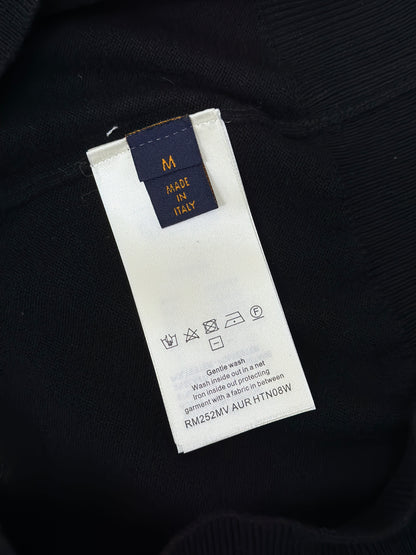 M
MADE
IN
ITALY
F
Gentle wash
Wash inside out in a net
Iron inside out protecting
garment with a fabric in between
RM252MV AUR HTN08W